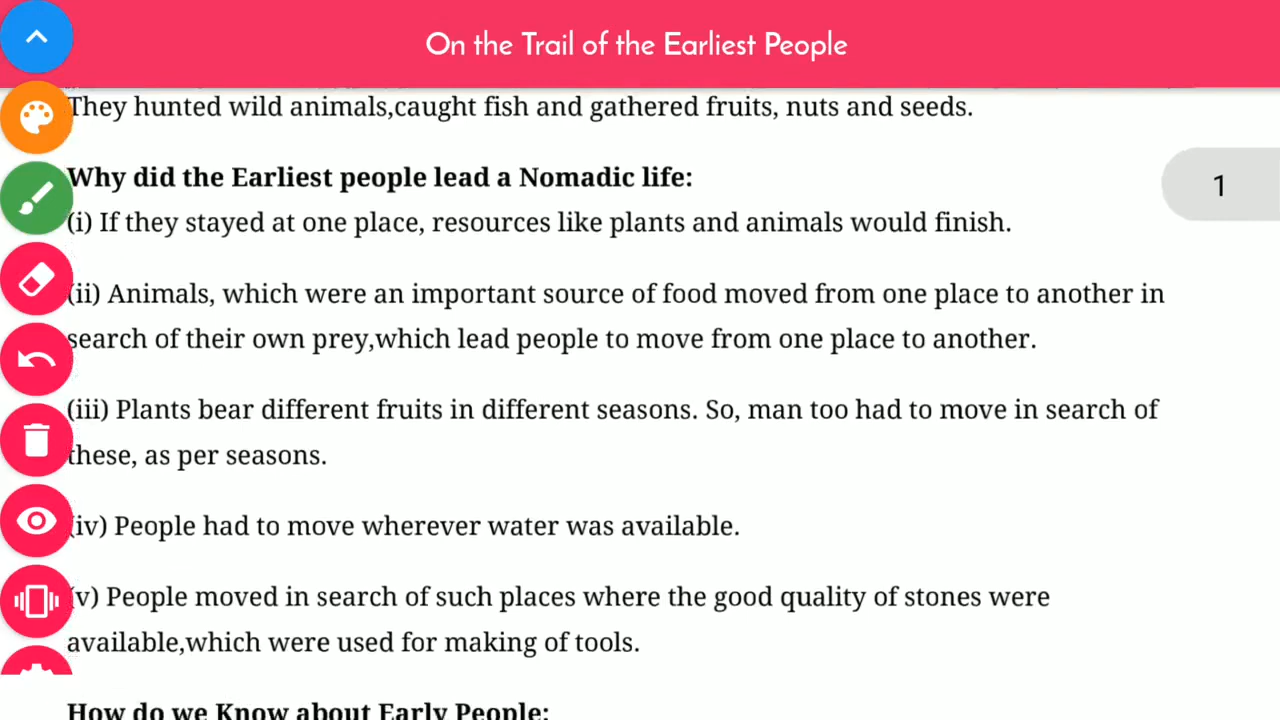 On the Trail of the Earliest People
They hunted wild animals,caught fish and gathered fruits, nuts and seeds.
Why did the Earliest people lead a Nomadic life:
1
(i) If they stayed at one place, resources like plants and animals would finish.
(ii) Animals, which were an important source of food moved from one place to another in
search of their own prey,which lead people to move from one place to another.
(iii) Plants bear different fruits in different seasons. So, man too had to move in search of
these, as per seasons.
(iv) People had to move wherever water was available.
(v) People moved in search of such places where the good quality of stones were
available,which were used for making of tools.
How do we Know about Early People: